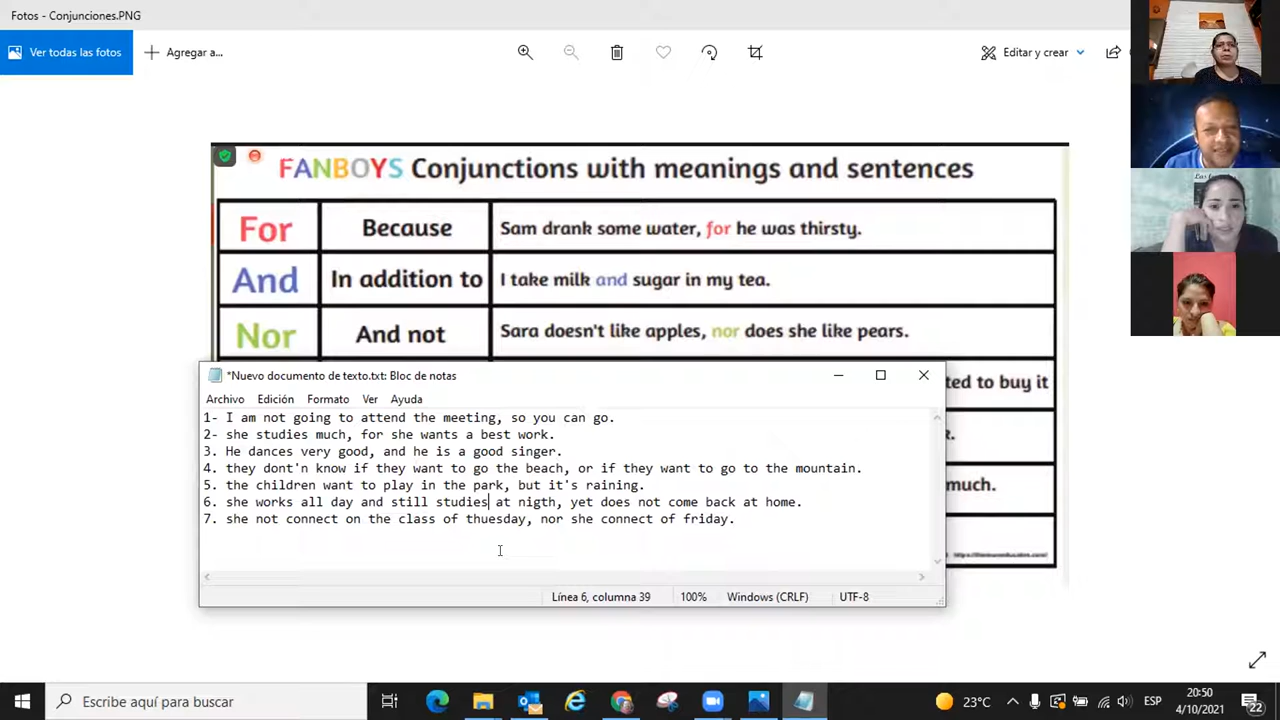 Fotos - Conjunciones.PNG
Ver todas las fotos
Agregar a...
Editar y crear
FANBOYS Conjunctions with meanings and sentences
For Because Sam drank some water, for he was thirsty.
And In addition to I take milk and sugar in my tea.
Nor And not Sara doesn't like apples, nor does she like pears.
ted to buy it
much.
*Nuevo documento de texto.txt: Bloc de notas
Archivo Edición Formato Ver Ayuda
1- I am not going to attend the meeting, so you can go.
2- she studies much, for she wants a best work.
3. He dances very good, and he is a good singer.
4. they dont'n know if they want to go the beach, or if they want to go to the mountain.
5. the children want to play in the park, but it's raining.
6. she works all day and still studies at nigth, yet does not come back at home.
7. she not connect on the class of thuesday, nor she connect of friday.
Línea 6, columna 39 100% Windows (CRLF) UTF-8
Escribe aquí para buscar
23°C
ESP
20:50
4/10/2021
22